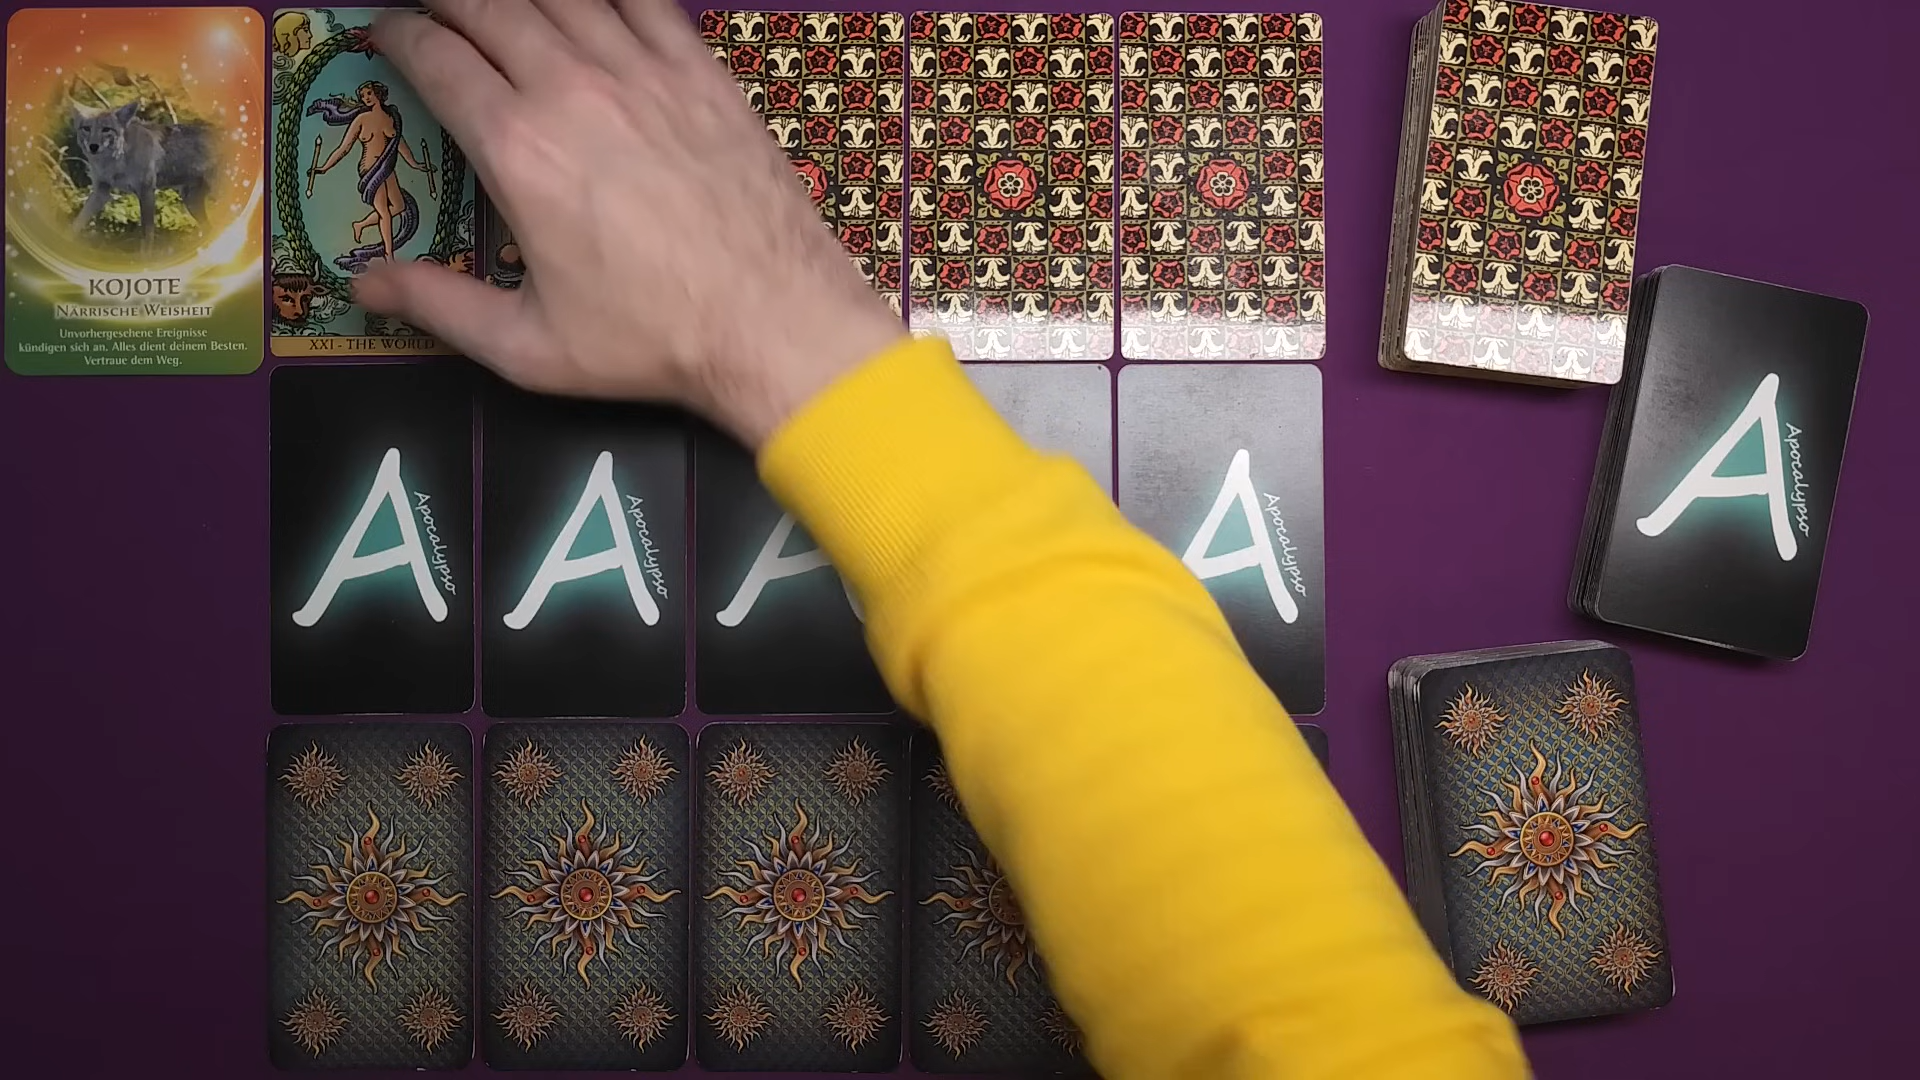 KOJOTE
NÄRRISCHE WEISHEIT
Unvorhergesehene Ereignisse
kündigen sich an. Alles dient deinem Besten.
Vertraue dem Weg.
XXI - THE WORLD
A
Apocalypso
A
Apocalypso
A
A
Apocalypso
A
Apocalypso